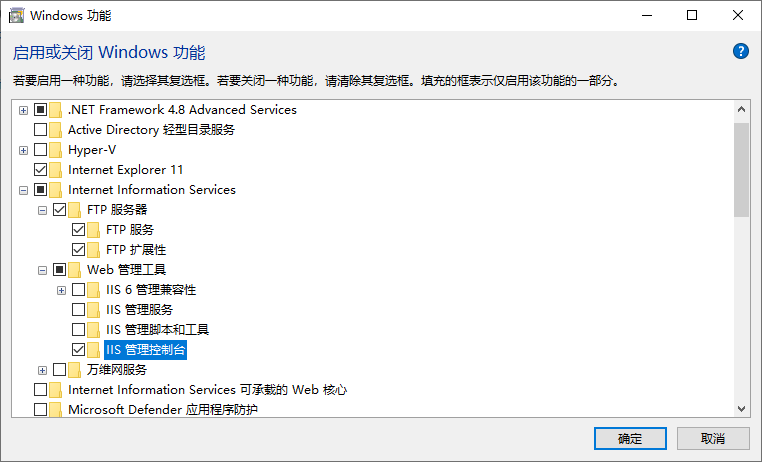 Windows 功能
启用或关闭 Windows 功能
若要启用一种功能，请选择其复选框。若要关闭一种功能，请清除其复选框。填充的框表示仅启用该功能的一部分。
.NET Framework 4.8 Advanced Services
Active Directory 轻型目录服务
Hyper-V
Internet Explorer 11
Internet Information Services
FTP 服务器
FTP 服务
FTP 扩展性
Web 管理工具
IIS 6 管理兼容性
IIS 管理服务
IIS 管理脚本和工具
IIS 管理控制台
万维网服务
Internet Information Services 可承载的 Web 核心
Microsoft Defender 应用程序防护
确定
取消